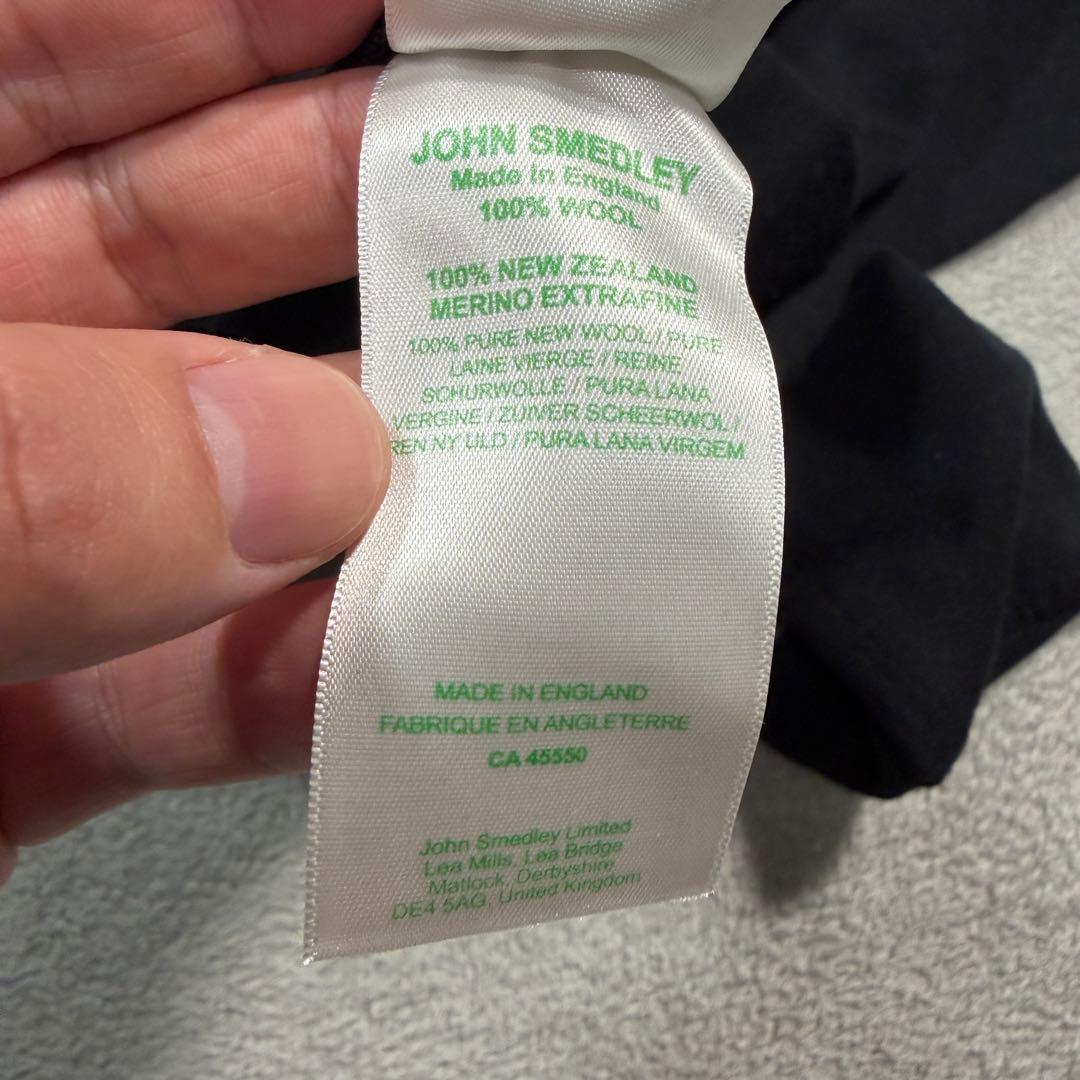 JOHN SMEDLEY
Made In England
100% WOOL
100% NEW ZEALAND
MERINO EXTRAFINE
100% PURE NEW WOOL / PURE
LAINE VIERGE / REINE
SCHURWOLLE / PURA LANA
VERGINE / ZUIVER SCHEERWOL /
REN NY ULD / PURA LANA VIRGEM
MADE IN ENGLAND
FABRIQUE EN ANGLETERRE
CA 45550
John Smedley Limited
Lea Mills, Lea Bridge
Matlock, Derbyshire,
DE4 5AG, United Kingdom